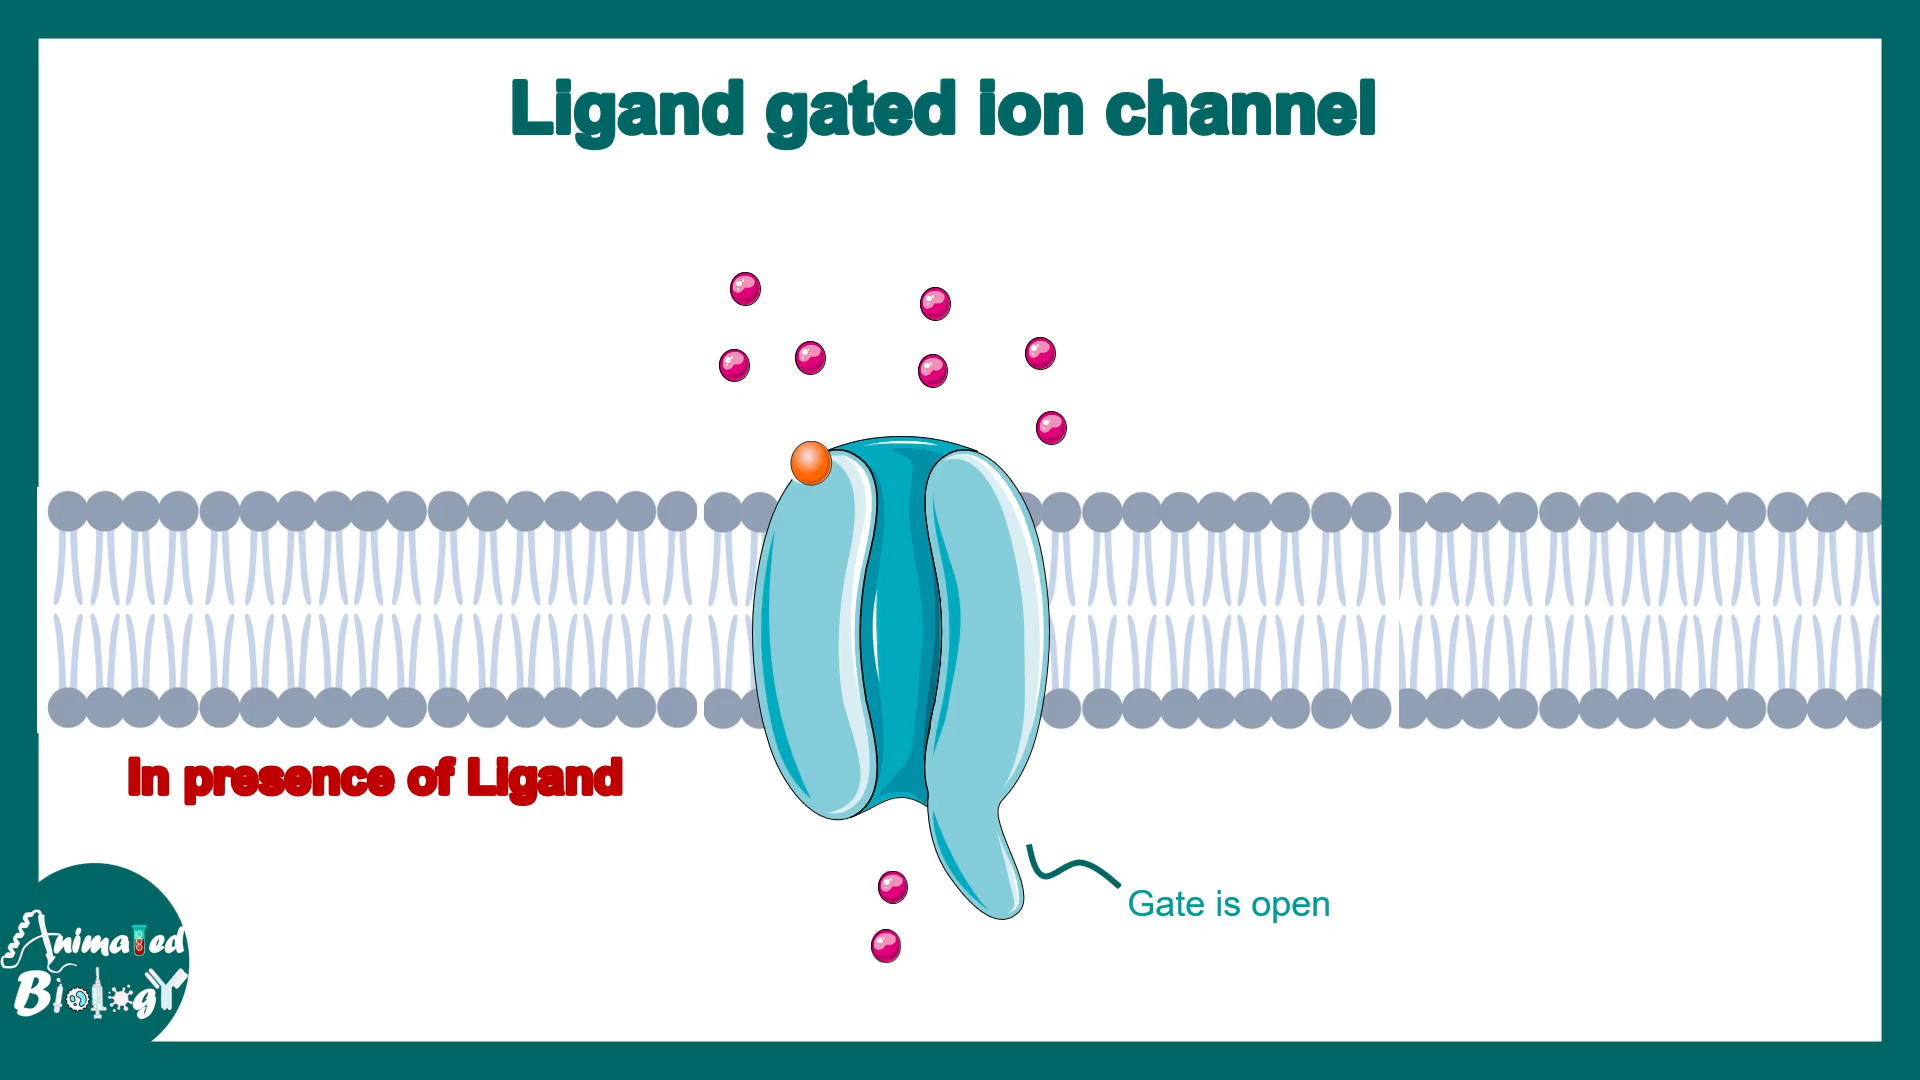 Ligand gated ion channel
In presence of Ligand
Gate is open
Animated
Biology